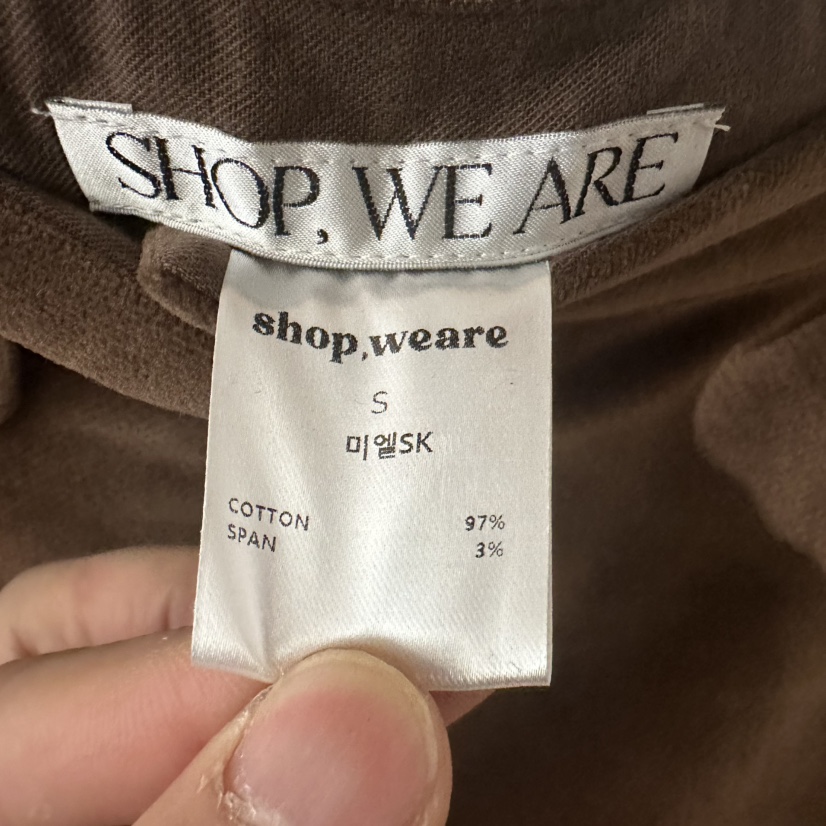 SHOP, WE ARE
shop,weare
S
미엘SK
COTTON 97%
SPAN 3%